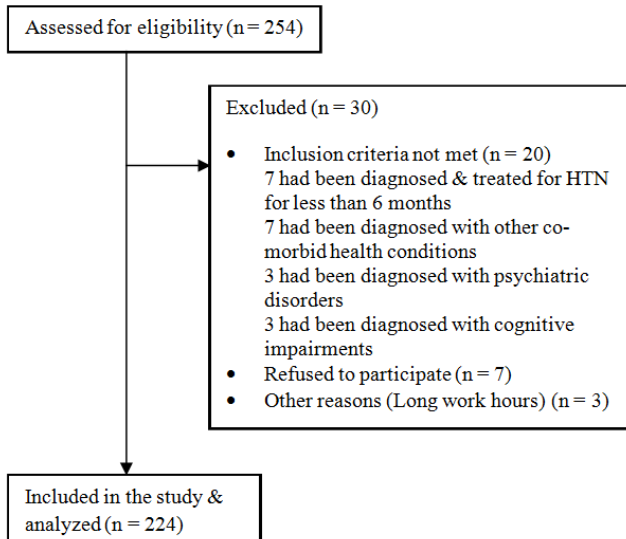 Assessed for eligibility (n = 254)
Excluded (n = 30)
• Inclusion criteria not met (n = 20)
7 had been diagnosed & treated for HTN
for less than 6 months
7 had been diagnosed with other co-
morbid health conditions
3 had been diagnosed with psychiatric
disorders
3 had been diagnosed with cognitive
impairments
• Refused to participate (n = 7)
• Other reasons (Long work hours) (n = 3)
Included in the study &
analyzed (n = 224)